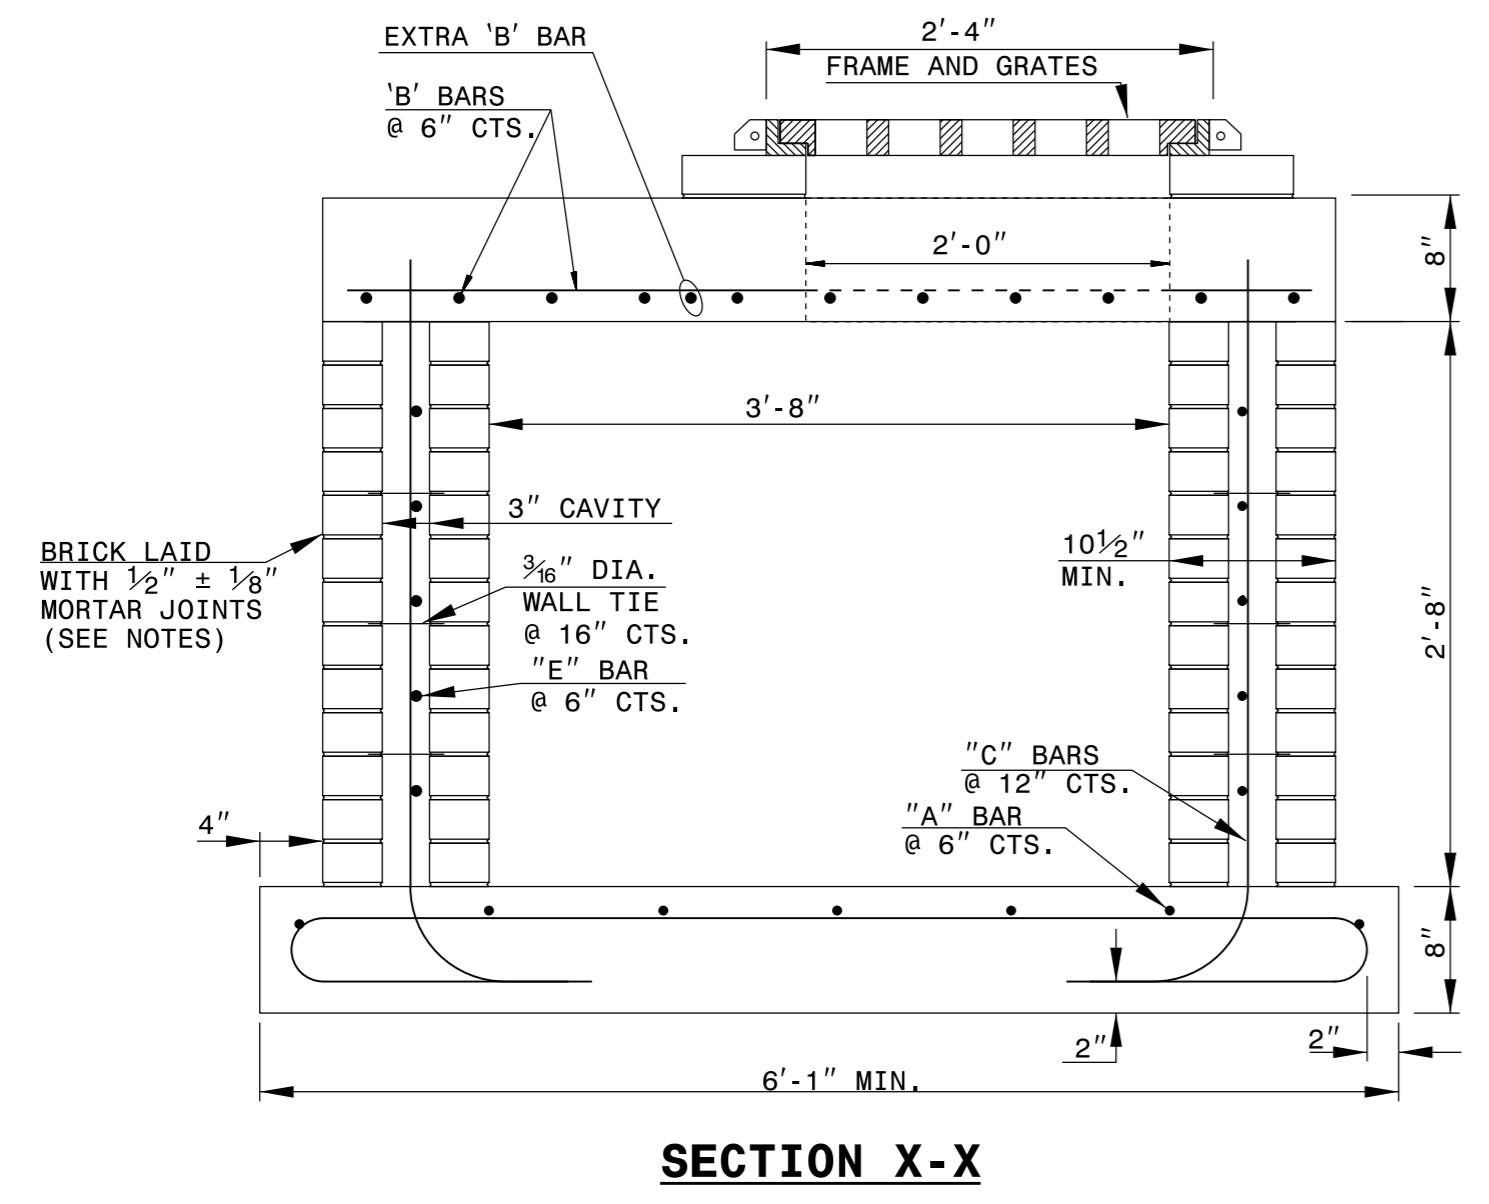 EXTRA 'B' BAR
2'-4"
FRAME AND GRATES
'B' BARS
@ 6" CTS.
2'-0"
8"
3'-8"
3" CAVITY
BRICK LAID
WITH 1/2" ± 1/8"
MORTAR JOINTS
(SEE NOTES)
3/16" DIA.
WALL TIE
@ 16" CTS.
10 1/2"
MIN.
2'-8"
"E" BAR
@ 6" CTS.
"C" BARS
@ 12" CTS.
"A" BAR
@ 6" CTS.
4"
8"
2"
2"
6'-1" MIN.
SECTION X-X